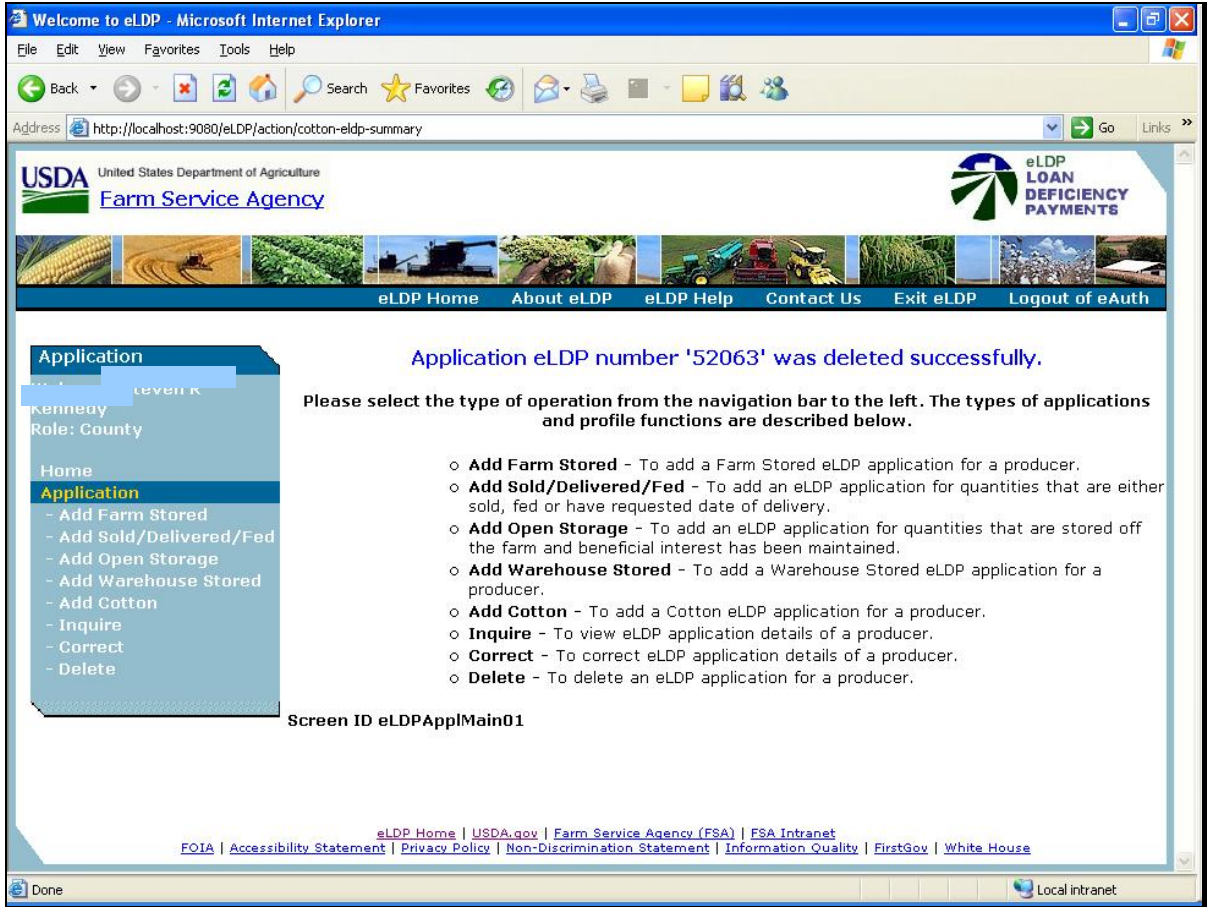 Welcome to eLDP - Microsoft Internet Explorer
File Edit View Favorites Tools Help
Back Search Favorites
Address http://localhost:9080/eLDP/action/cotton-eldp-summary Go Links »
USDA United States Department of Agriculture
Farm Service Agency
eLDP
LOAN
DEFICIENCY
PAYMENTS
eLDP Home About eLDP eLDP Help Contact Us Exit eLDP Logout of eAuth
Application
Kennedy
Role: County
Home
Application
- Add Farm Stored
- Add Sold/Delivered/Fed
- Add Open Storage
- Add Warehouse Stored
- Add Cotton
- Inquire
- Correct
- Delete
Application eLDP number '52063' was deleted successfully.
Please select the type of operation from the navigation bar to the left. The types of applications
and profile functions are described below.
○ Add Farm Stored - To add a Farm Stored eLDP application for a producer.
○ Add Sold/Delivered/Fed - To add an eLDP application for quantities that are either
sold, fed or have requested date of delivery.
○ Add Open Storage - To add an eLDP application for quantities that are stored off
the farm and beneficial interest has been maintained.
○ Add Warehouse Stored - To add a Warehouse Stored eLDP application for a
producer.
○ Add Cotton - To add a Cotton eLDP application for a producer.
○ Inquire - To view eLDP application details of a producer.
○ Correct - To correct eLDP application details of a producer.
○ Delete - To delete an eLDP application for a producer.
Screen ID eLDPApplMain01
eLDP Home | USDA.gov | Farm Service Agency (FSA) | FSA Intranet
FOIA | Accessibility Statement | Privacy Policy | Non-Discrimination Statement | Information Quality | FirstGov | White House
Done Local intranet